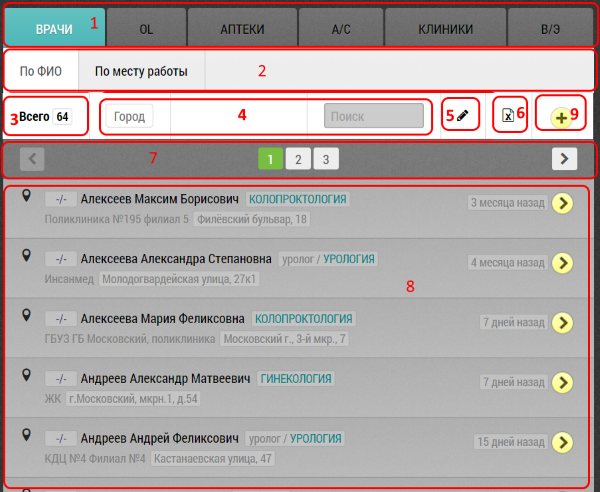 ВРАЧИ 1 OL АПТЕКИ А/С КЛИНИКИ В/Э
По ФИО По месту работы 2
3 Всего 64 Город 4 Поиск 5 6 9
7 1 2 3
-/- Алексеев Максим Борисович КОЛОПРОКТОЛОГИЯ 3 месяца назад
Поликлиника №195 филиал 5 Филёвский бульвар, 18
-/- Алексеева Александра Степановна уролог / УРОЛОГИЯ 4 месяца назад
Инсанмед Молодогвардейская улица, 27к1 8
-/- Алексеева Мария Феликсовна КОЛОПРОКТОЛОГИЯ 7 дней назад
ГБУЗ ГБ Московский, поликлиника Московский г., 3-й мкр., 7
-/- Андреев Александр Матвеевич ГИНЕКОЛОГИЯ 7 дней назад
ЖК г.Московский, мкрн.1, д.54
-/- Андреев Андрей Феликсович уролог / УРОЛОГИЯ 15 дней назад
КДЦ №4 Филиал №4 Кастанаевская улица, 47